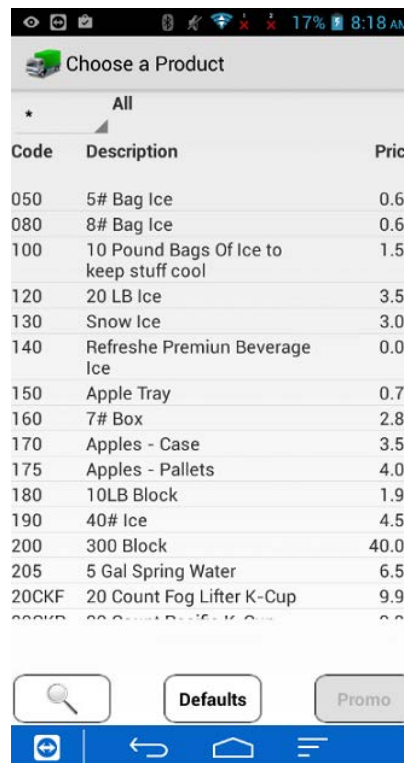 17% 8:18 AM
Choose a Product
* All
Code Description Pric
050 5# Bag Ice 0.6
080 8# Bag Ice 0.6
100 10 Pound Bags Of Ice to 1.5
keep stuff cool
120 20 LB Ice 3.5
130 Snow Ice 3.0
140 Refreshe Premiun Beverage 0.0
Ice
150 Apple Tray 0.7
160 7# Box 2.8
170 Apples - Case 3.5
175 Apples - Pallets 4.0
180 10LB Block 1.9
190 40# Ice 4.5
200 300 Block 40.0
205 5 Gal Spring Water 6.5
20CKF 20 Count Fog Lifter K-Cup 9.9
Defaults Promo